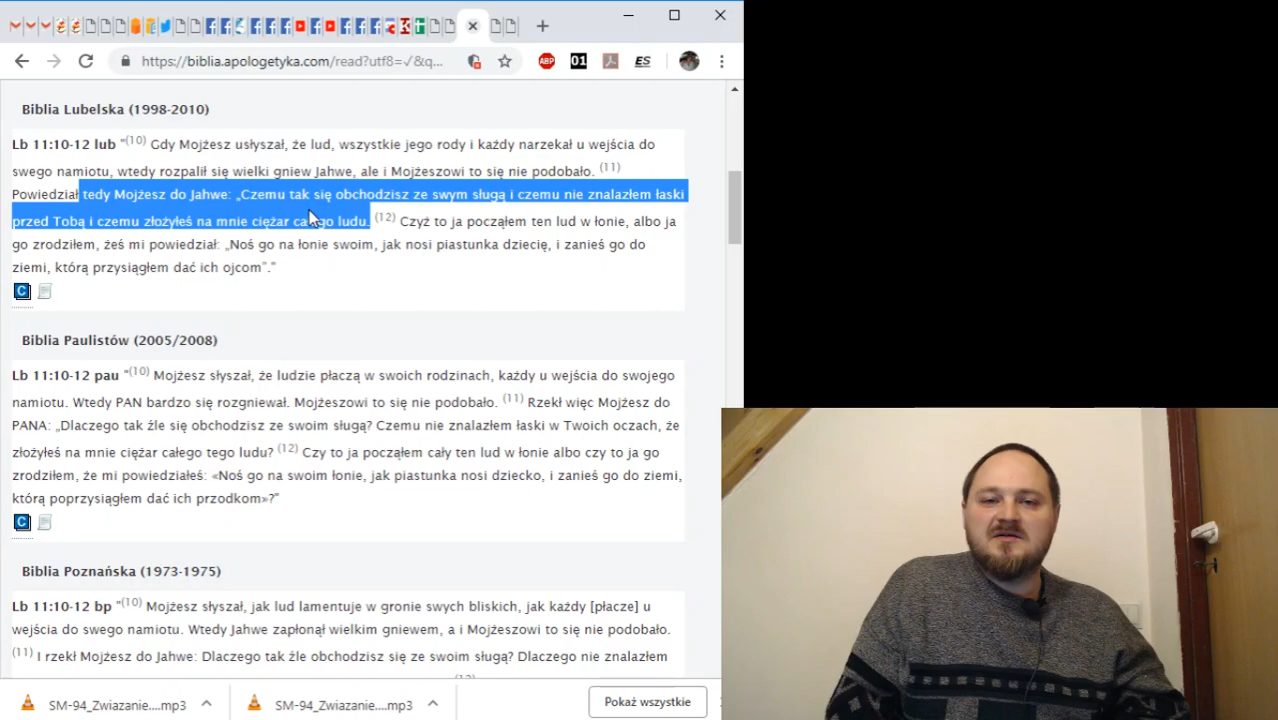 https://biblia.apologetyka.com/read?utf8=✓&q...
ABP
01
ES
Biblia Lubelska (1998-2010)
Lb 11:10-12 lub "(10) Gdy Mojżesz usłyszał, że lud, wszystkie jego rody i każdy narzekał u wejścia do
swego namiotu, wtedy rozpalił się wielki gniew Jahwe, ale i Mojżeszowi to się nie podobało. (11)
Powiedział tedy Mojżesz do Jahwe: „Czemu tak się obchodzisz ze swym sługą i czemu nie znalazłem łaski
przed Tobą i czemu złożyłeś na mnie ciężar całego ludu. (12) Czyż to ja począłem ten lud w łonie, albo ja
go zrodziłem, żeś mi powiedział: „Noś go na łonie swoim, jak nosi piastunka dziecię, i zanieś go do
ziemi, którą przysiągłem dać ich ojcom”."
C
Biblia Paulistów (2005/2008)
Lb 11:10-12 pau "(10) Mojżesz słyszał, że ludzie płaczą w swoich rodzinach, każdy u wejścia do swojego
namiotu. Wtedy PAN bardzo się rozgniewał. Mojżeszowi to się nie podobało. (11) Rzekł więc Mojżesz do
PANA: „Dlaczego tak źle się obchodzisz ze swoim sługą? Czemu nie znalazłem łaski w Twoich oczach, że
złożyłeś na mnie ciężar całego tego ludu? (12) Czy to ja począłem cały ten lud w łonie albo czy to ja go
zrodziłem, że mi powiedziałeś: «Noś go na swoim łonie, jak piastunka nosi dziecko, i zanieś go do ziemi,
którą poprzysiągłem dać ich przodkom»?"
C
Biblia Poznańska (1973-1975)
Lb 11:10-12 bp "(10) Mojżesz słyszał, jak lud lamentuje w gronie swych bliskich, jak każdy [płacze] u
wejścia do swego namiotu. Wtedy Jahwe zapłonął wielkim gniewem, a i Mojżeszowi to się nie podobało.
(11) I rzekł Mojżesz do Jahwe: Dlaczego tak źle obchodzisz się ze swoim sługą? Dlaczego nie znalazłem
(12)
SM-94_Zwiazanie....mp3
SM-94_Zwiazanie....mp3
Pokaż wszystkie